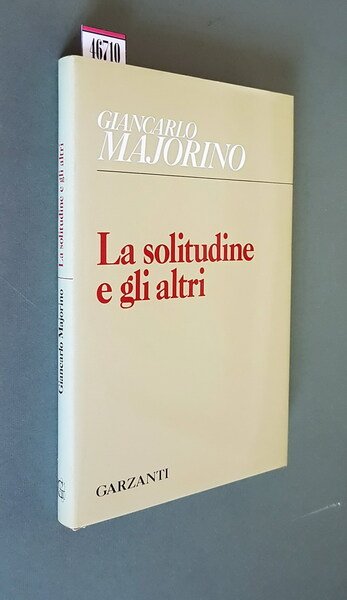 46710
GIANCARLO
MAJORINO
La solitudine
e gli altri
GARZANTI
Giancarlo Majorino La solitudine e gli altri